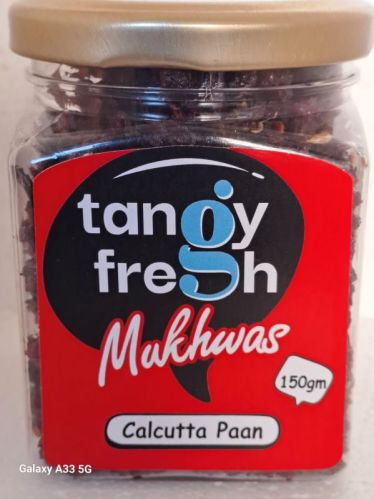 tangy
fresh
Mukhwas
150gm
Calcutta Paan
Galaxy A33 5G